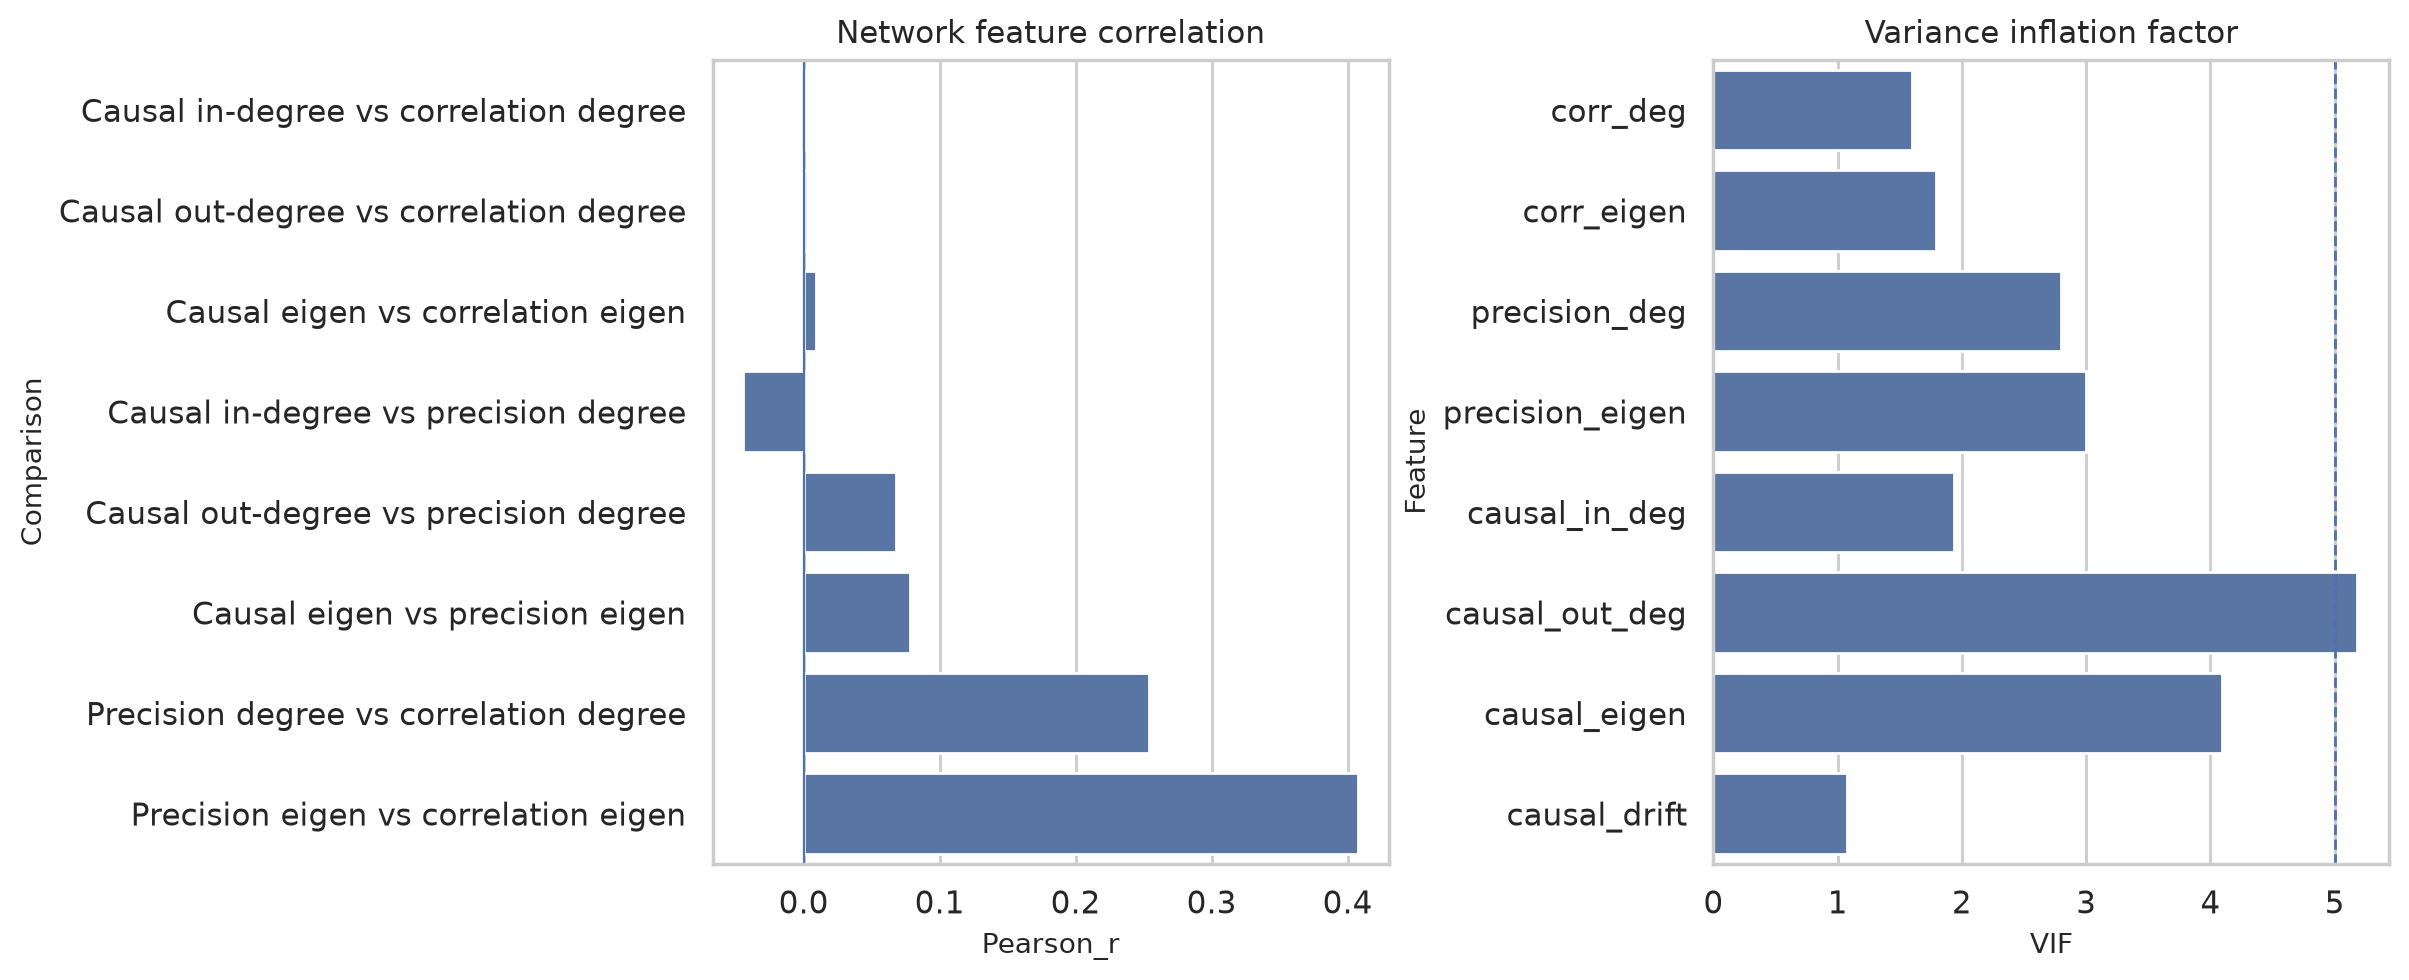 Network feature correlation
Comparison
Causal in-degree vs correlation degree
Causal out-degree vs correlation degree
Causal eigen vs correlation eigen
Causal in-degree vs precision degree
Causal out-degree vs precision degree
Causal eigen vs precision eigen
Precision degree vs correlation degree
Precision eigen vs correlation eigen
0.0 0.1 0.2 0.3 0.4
Pearson_r
Variance inflation factor
Feature
corr_deg
corr_eigen
precision_deg
precision_eigen
causal_in_deg
causal_out_deg
causal_eigen
causal_drift
0 1 2 3 4 5
VIF